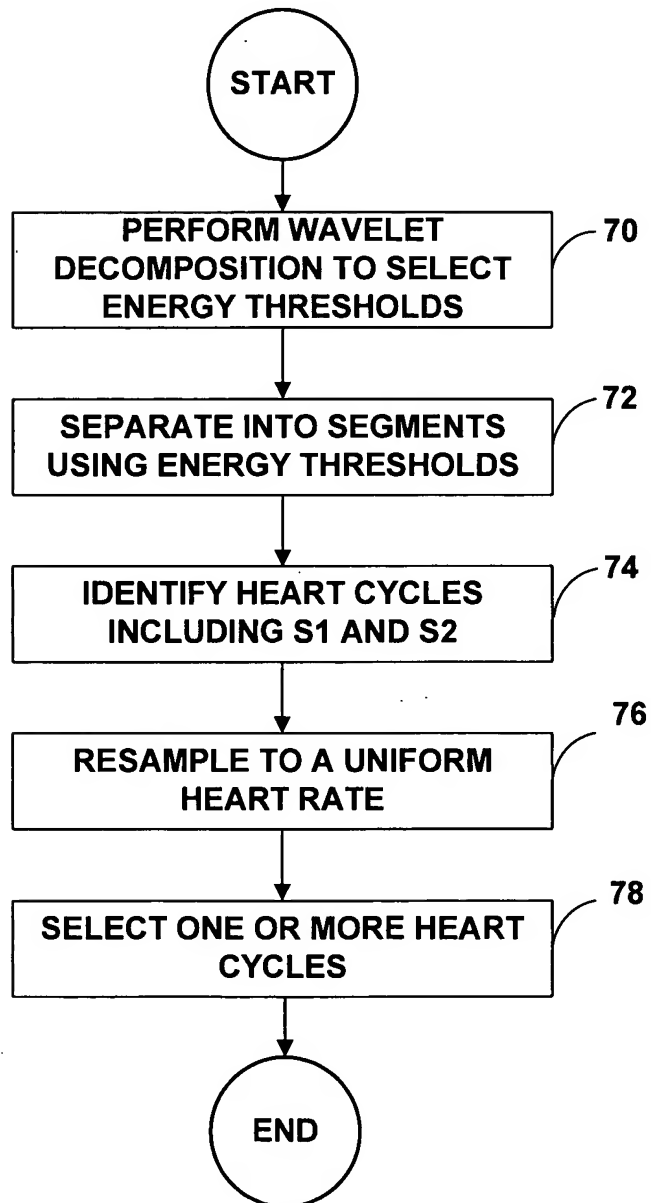 START
PERFORM WAVELET
DECOMPOSITION TO SELECT
ENERGY THRESHOLDS
70
SEPARATE INTO SEGMENTS
USING ENERGY THRESHOLDS
72
IDENTIFY HEART CYCLES
INCLUDING S1 AND S2
74
RESAMPLE TO A UNIFORM
HEART RATE
76
SELECT ONE OR MORE HEART
CYCLES
78
END